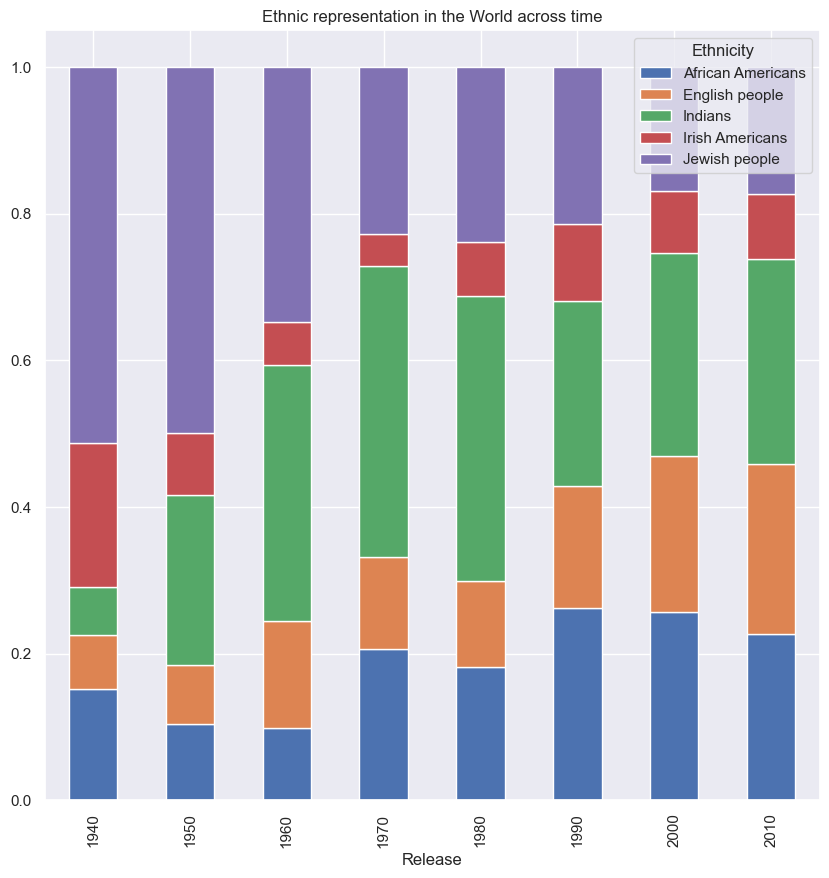 Ethnic representation in the World across time
Ethnicity
African Americans
English people
Indians
Irish Americans
Jewish people
1.0
0.8
0.6
0.4
0.2
0.0
1940
1950
1960
1970
1980
1990
2000
2010
Release